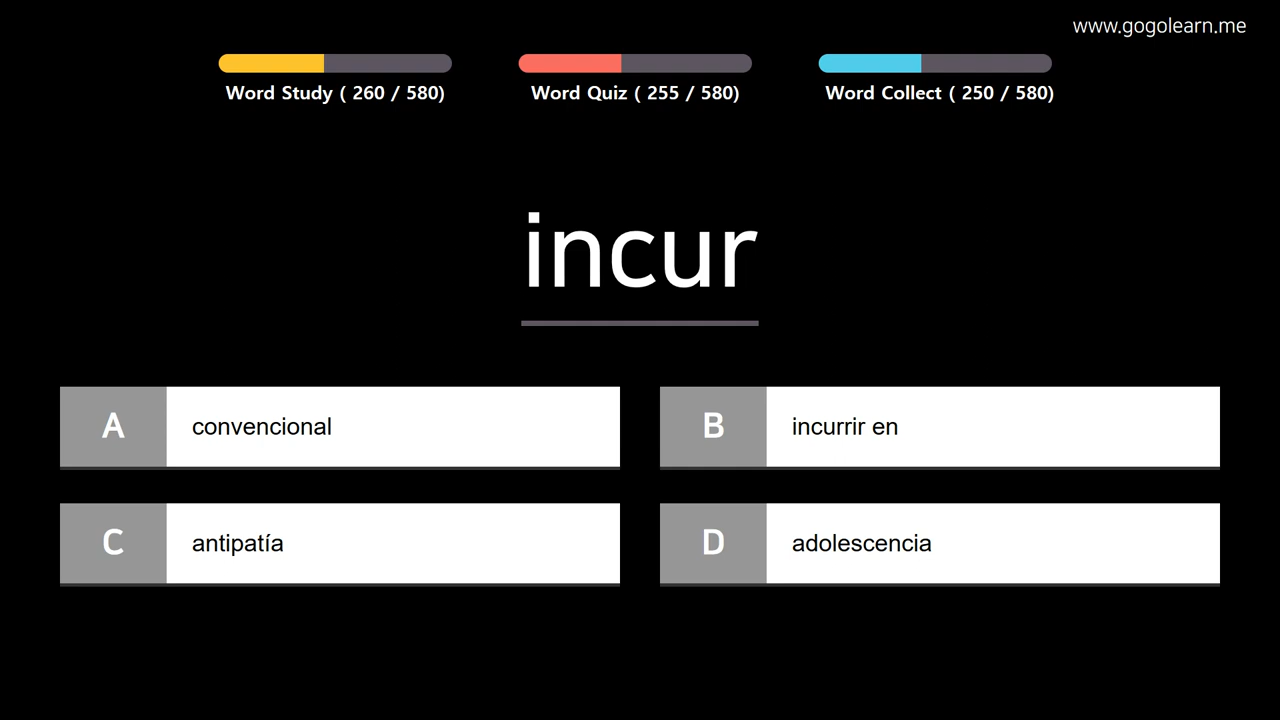 www.gogolearn.me
Word Study ( 260 / 580)
Word Quiz ( 255 / 580)
Word Collect ( 250 / 580)
incur
A convencional
B incurrir en
C antipatía
D adolescencia